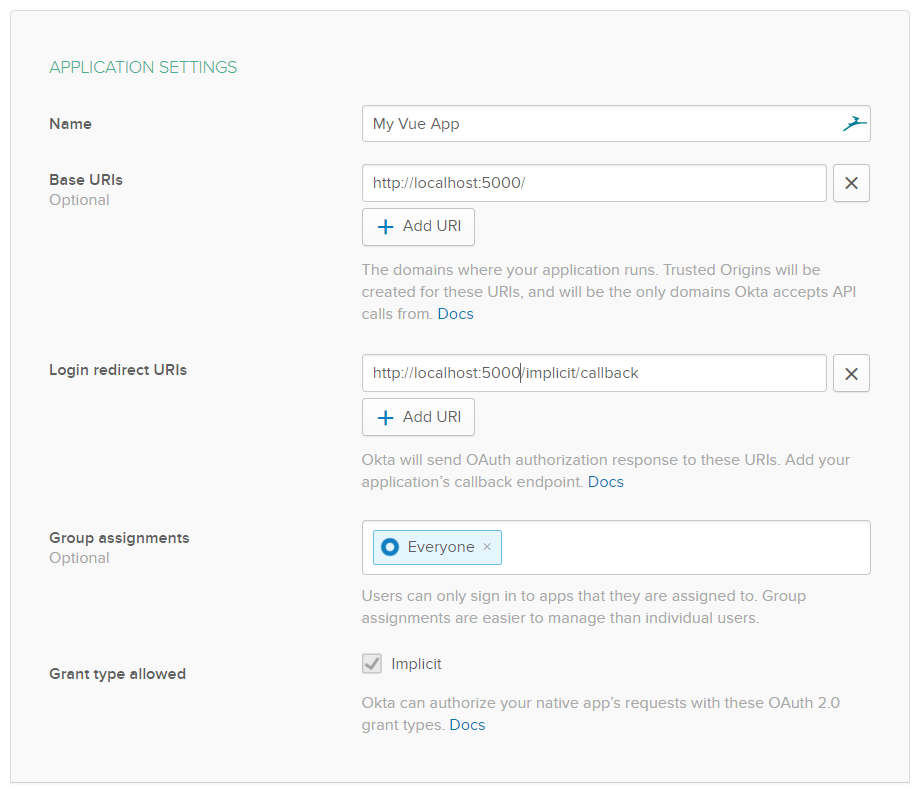 APPLICATION SETTINGS
Name
My Vue App
Base URIs
Optional
http://localhost:5000/
Add URI
The domains where your application runs. Trusted Origins will be
created for these URIs, and will be the only domains Okta accepts API
calls from. Docs
Login redirect URIs
http://localhost:5000/implicit/callback
Add URI
Okta will send OAuth authorization response to these URIs. Add your
application’s callback endpoint. Docs
Group assignments
Optional
Everyone
Users can only sign in to apps that they are assigned to. Group
assignments are easier to manage than individual users.
Grant type allowed
Implicit
Okta can authorize your native app’s requests with these OAuth 2.0
grant types. Docs